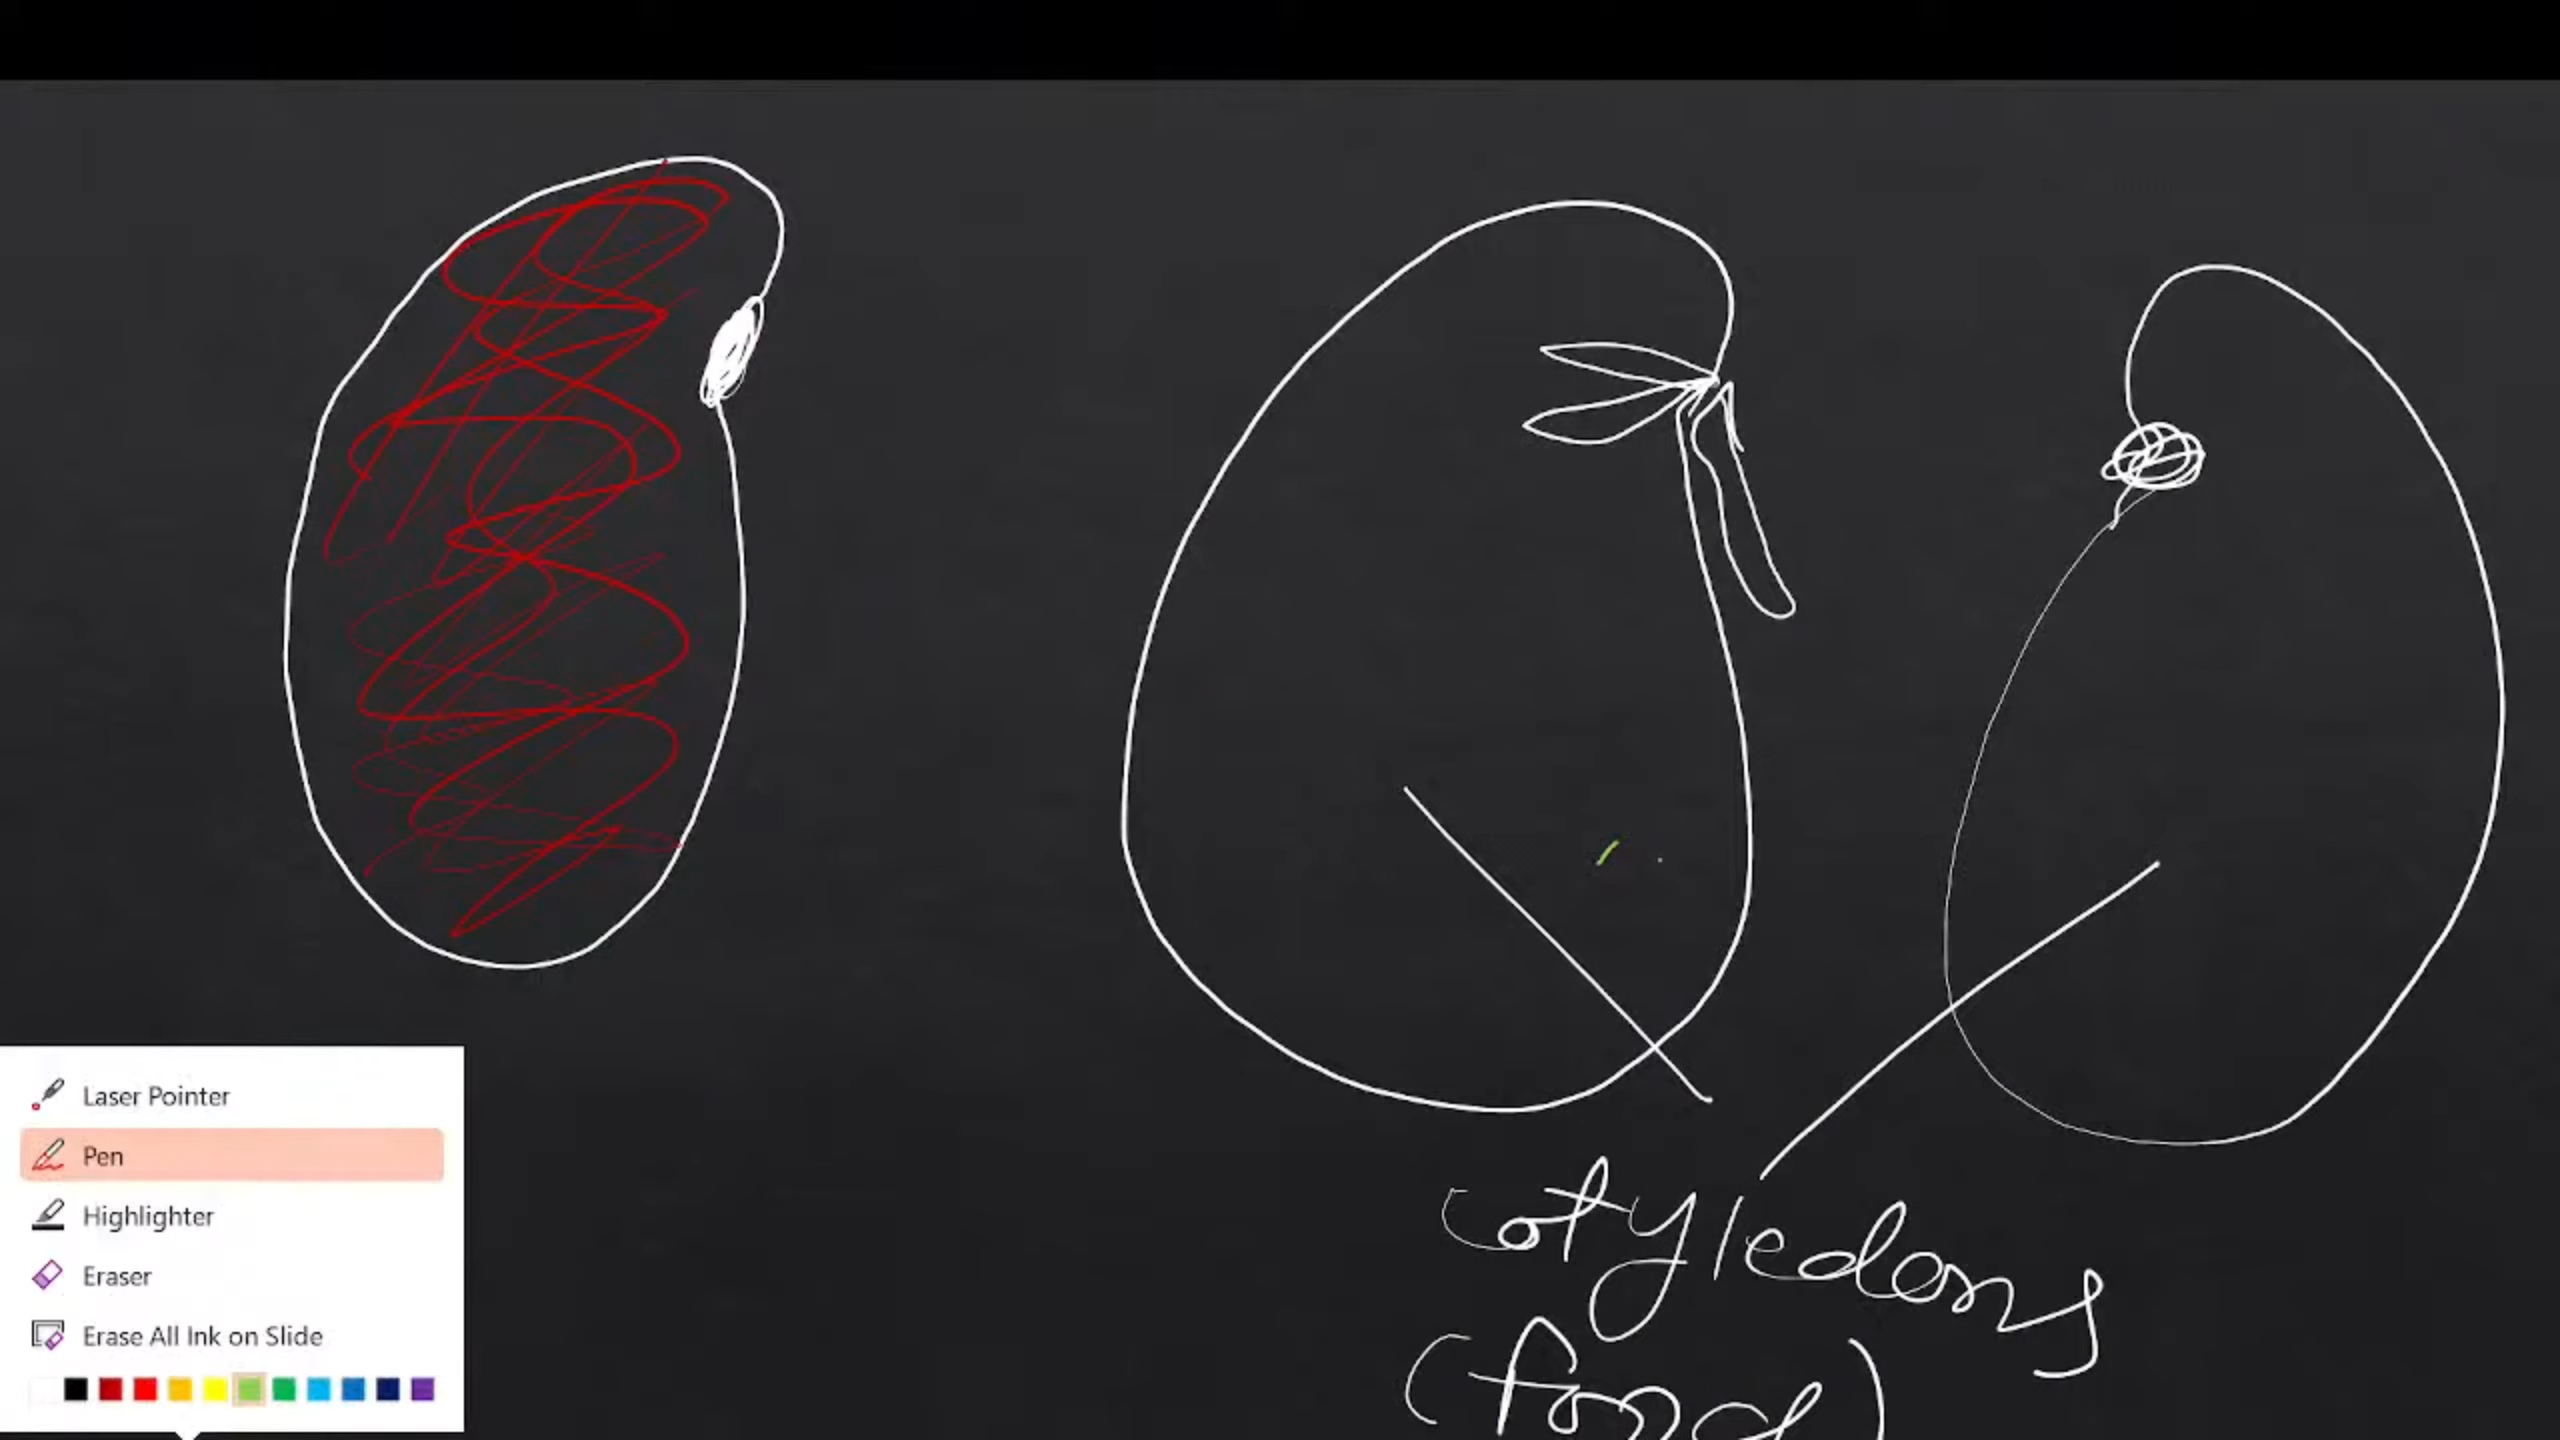 Laser Pointer
Pen
Highlighter
Eraser
Erase All Ink on Slide
cotyledons
(food)